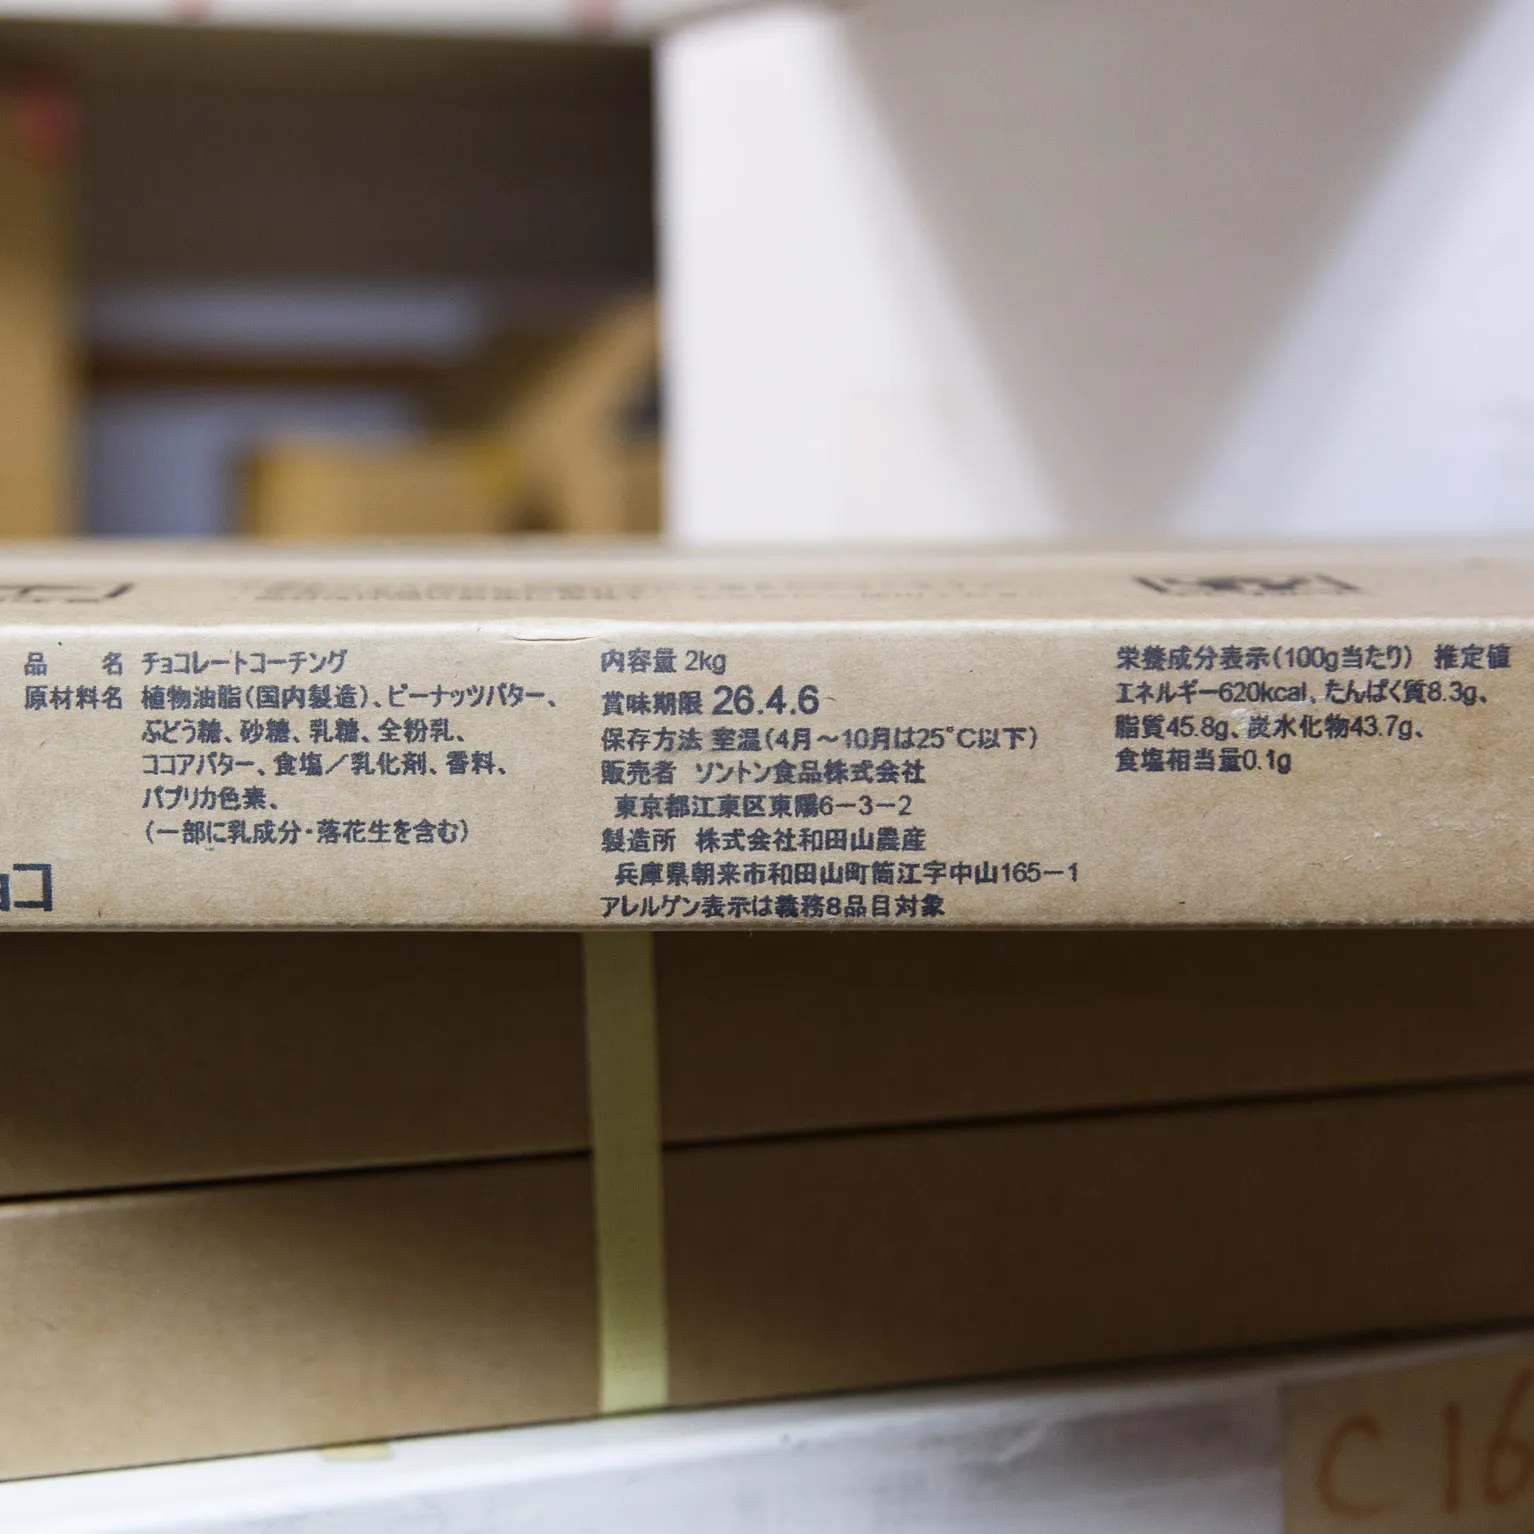 品　　名 チョコレートコーチング
原材料名 植物油脂（国内製造）、ピーナッツバター、
ぶどう糖、砂糖、乳糖、全粉乳、
ココアバター、食塩／乳化剤、香料、
パプリカ色素、
（一部に乳成分・落花生を含む）
ョコ
内容量 2kg
賞味期限 26.4.6
保存方法 室温（4月～10月は25℃以下）
販売者 ソントン食品株式会社
東京都江東区東陽6－3－2
製造所 株式会社和田山農産
兵庫県朝来市和田山町筒江字中山165－1
アレルゲン表示は義務8品目対象
栄養成分表示（100g当たり） 推定値
エネルギー620kcal、たんぱく質8.3g、
脂質45.8g、炭水化物43.7g、
食塩相当量0.1g
C 16